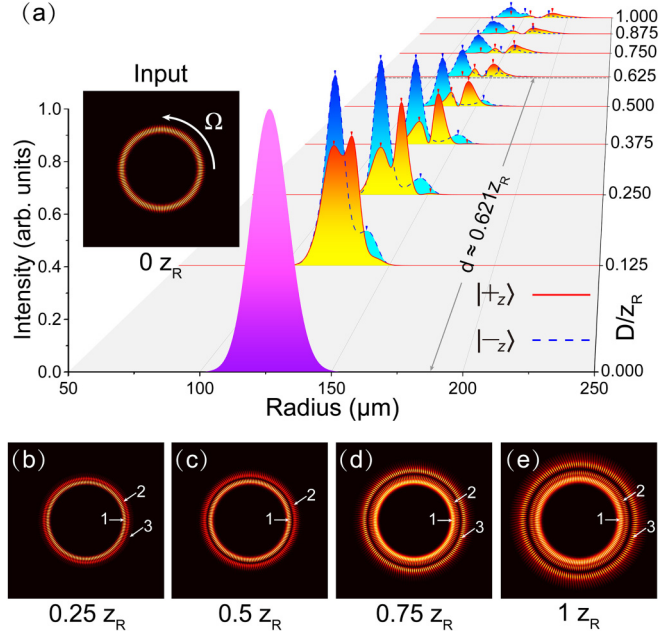 (a)
Input
Ω
0 z_R
Intensity (arb. units)
1.0
0.8
0.6
0.4
0.2
0.0
50
100
150
200
250
Radius (μm)
1.000
0.875
0.750
0.625
0.500
0.375
0.250
0.125
0.000
D/z_R
d ≈ 0.621z_R
|+_z⟩
|−_z⟩
(b)
1
2
3
0.25 z_R
(c)
1
2
0.5 z_R
(d)
1
2
3
0.75 z_R
(e)
1
2
3
1 z_R